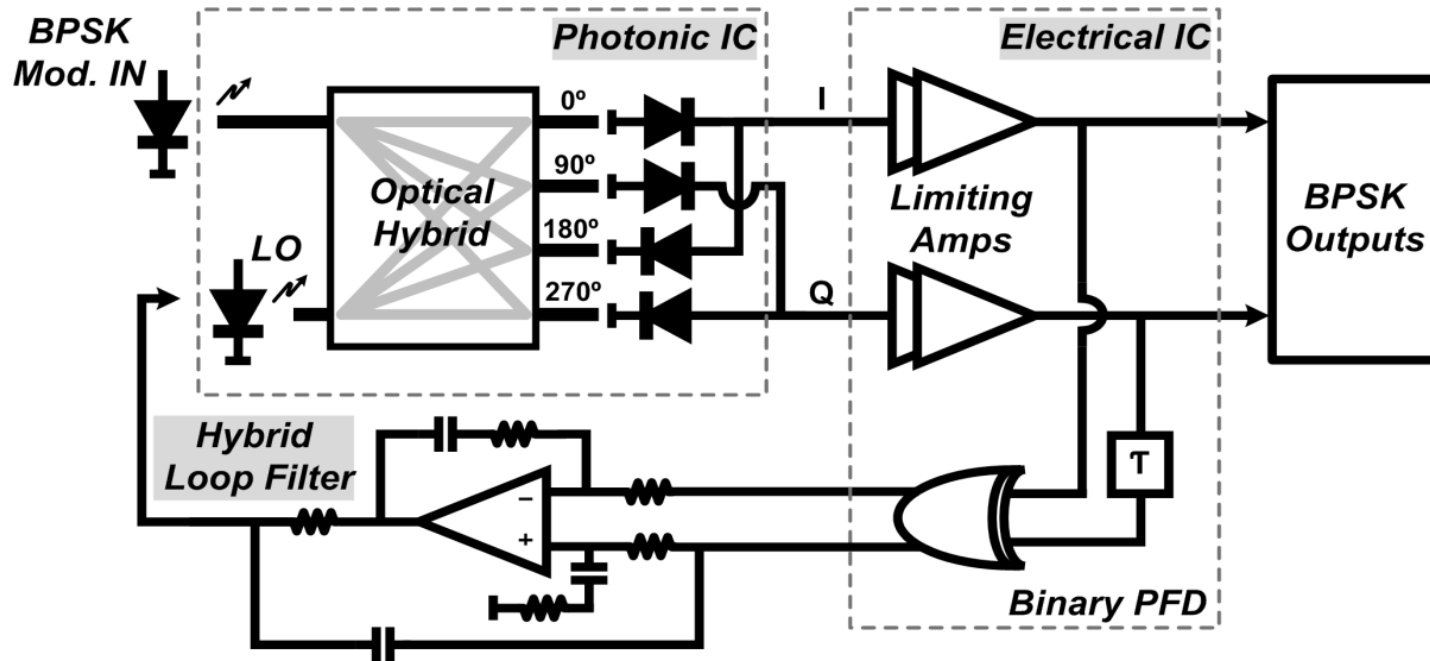 BPSK
Mod. IN
Photonic IC
Electrical IC
0º
90º
180º
270º
Optical
Hybrid
LO
I
Q
Limiting
Amps
BPSK
Outputs
Hybrid
Loop Filter
−
+
τ
Binary PFD